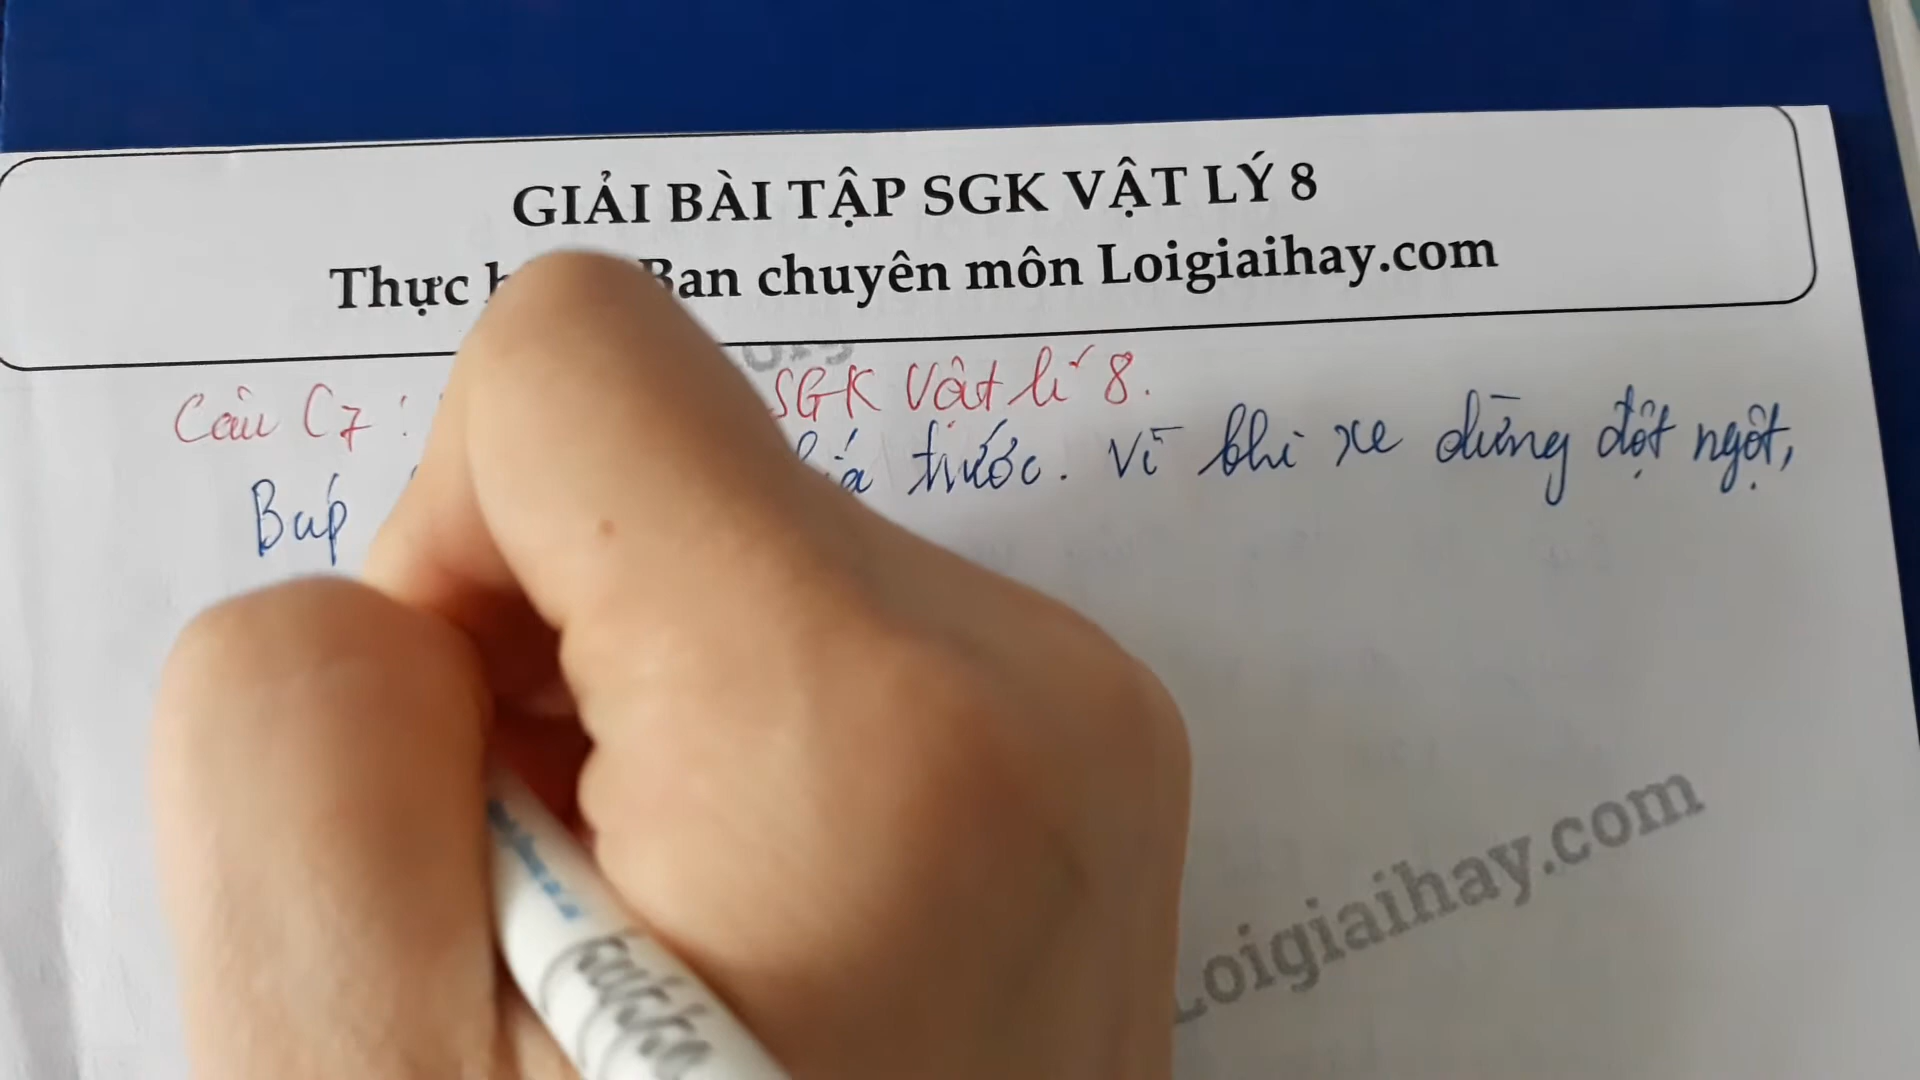 GIẢI BÀI TẬP SGK VẬT LÝ 8
Thực Ban chuyên môn Loigiaihay.com
Câu C7: SGK Vật lí 8.
Búp trước. Vì khi xe dừng đột ngột,
Loigiaihay.com